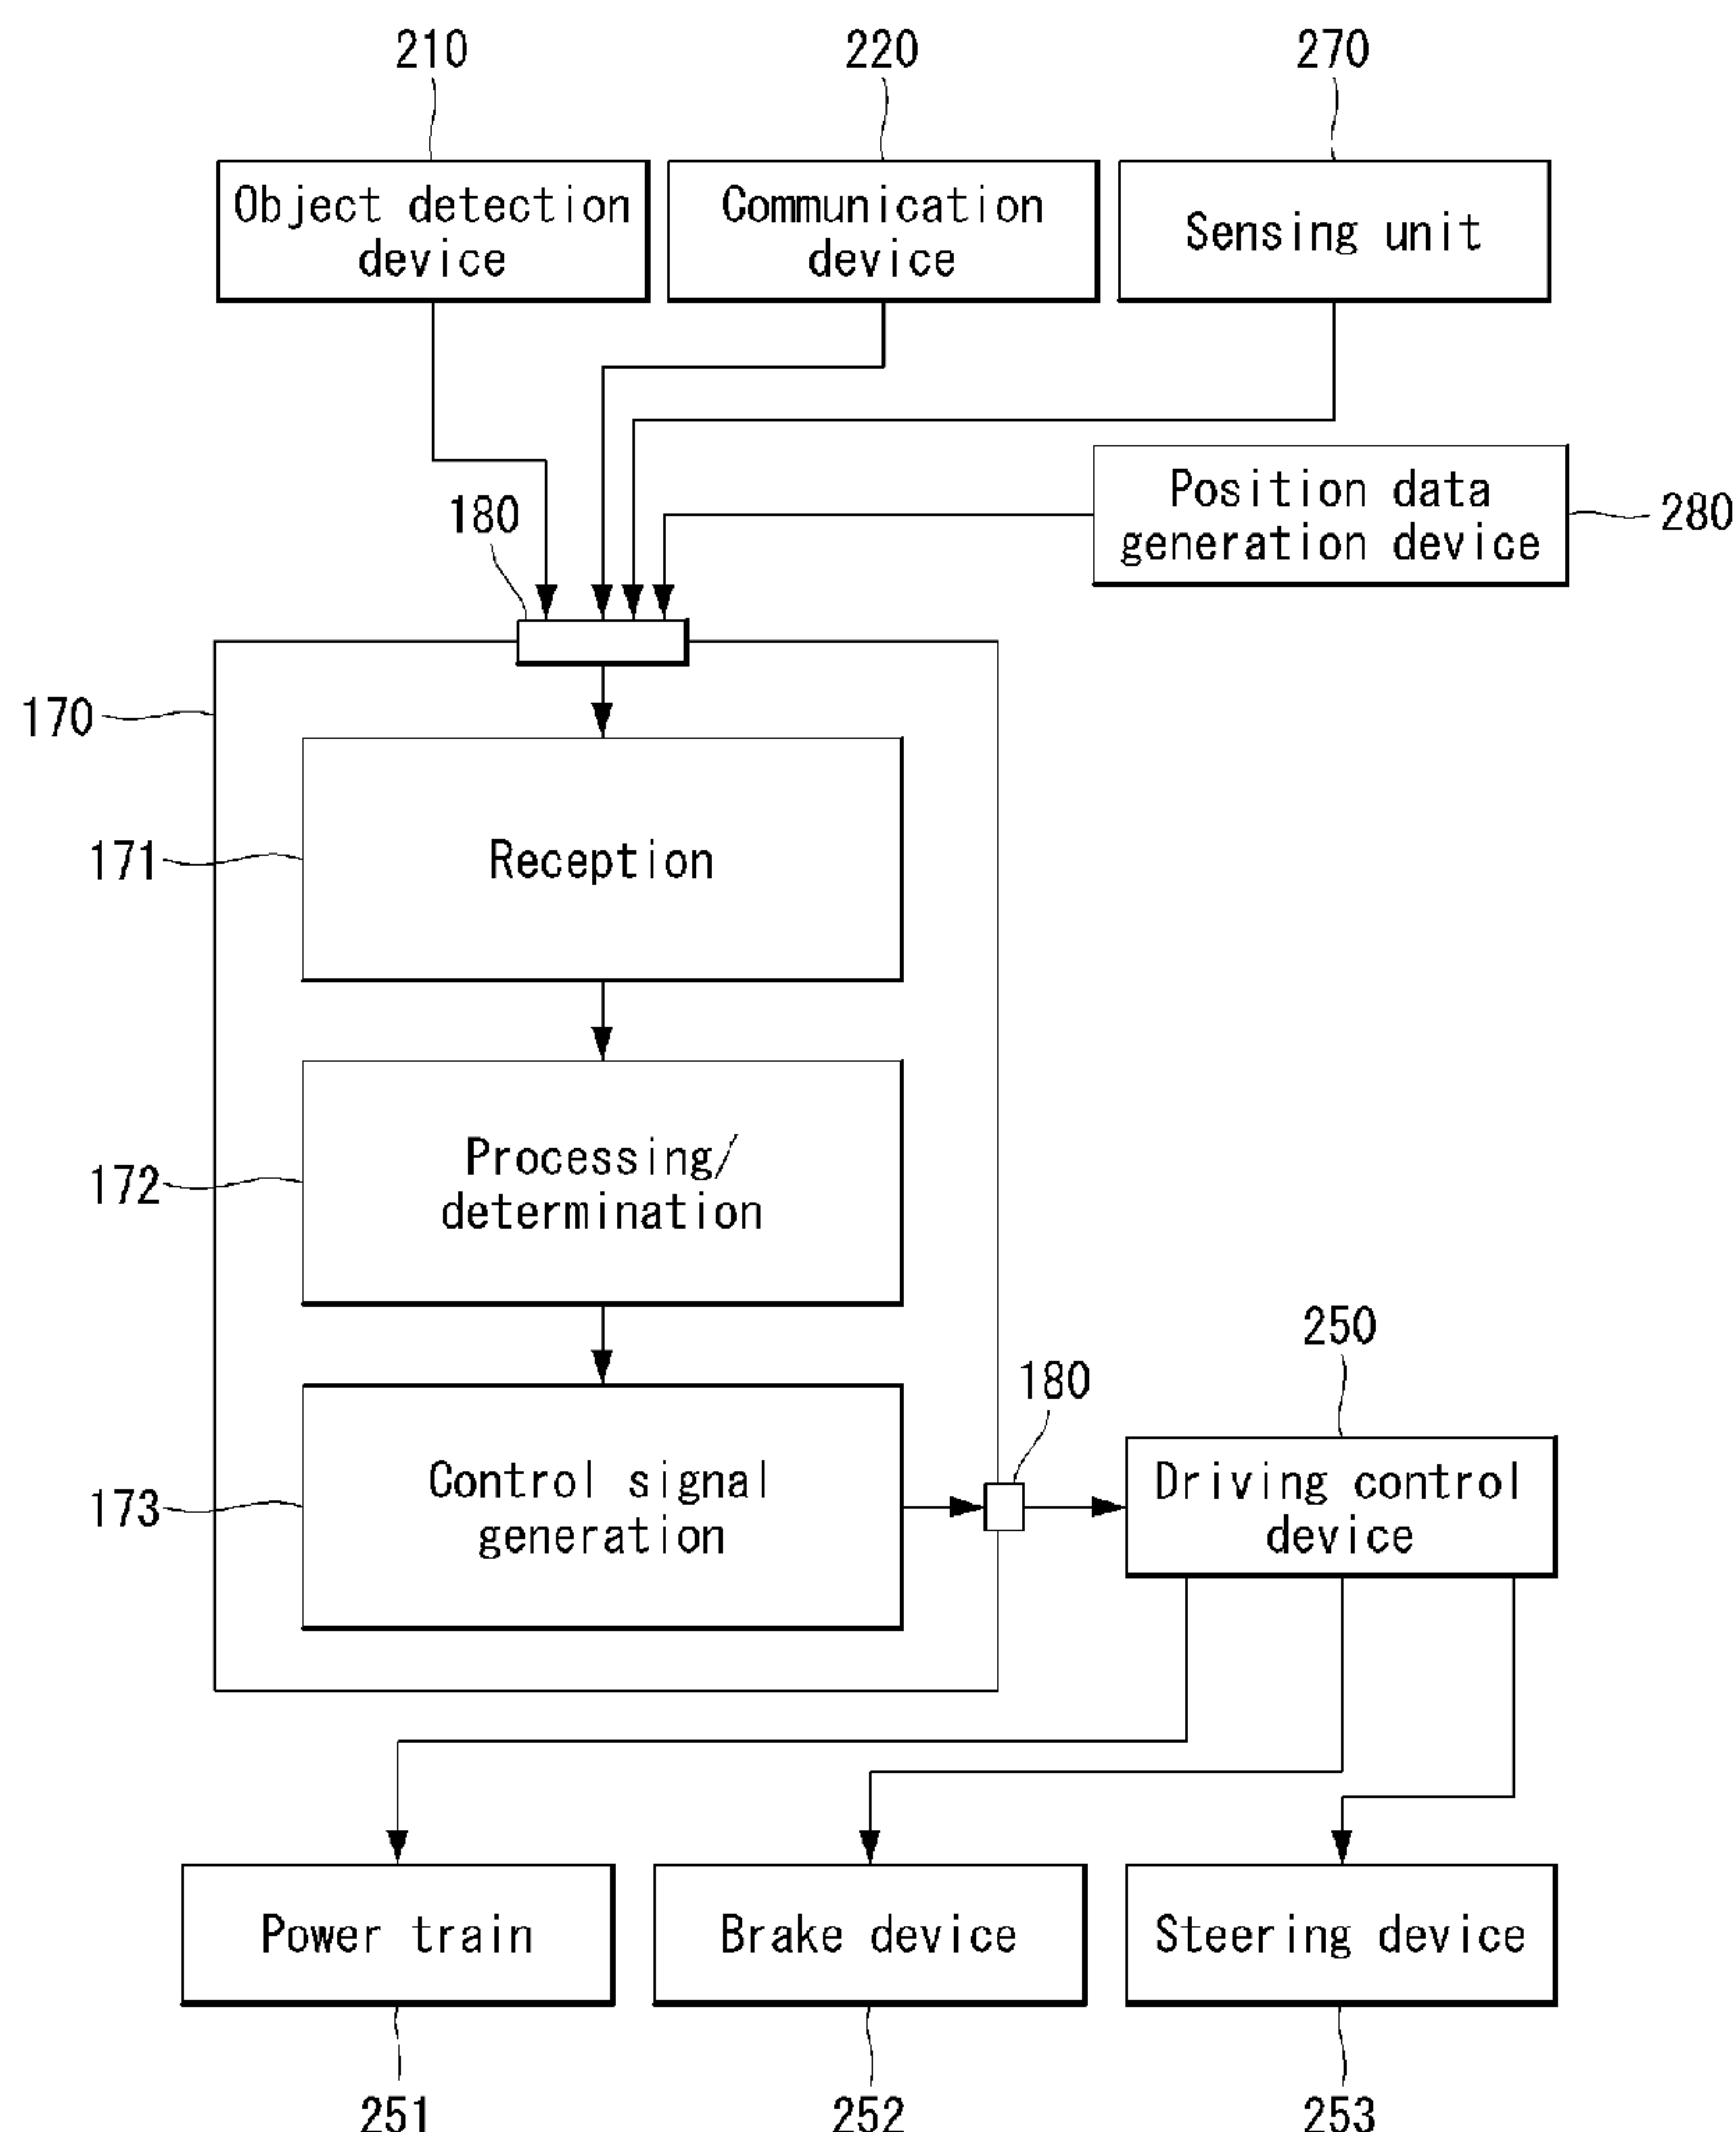 210
220
270
Object detection
device
Communication
device
Sensing unit
Position data
generation device
280
180
170
171
Reception
172
Processing/
determination
250
180
173
Control signal
generation
Driving control
device
Power train
Brake device
Steering device
251
252
253